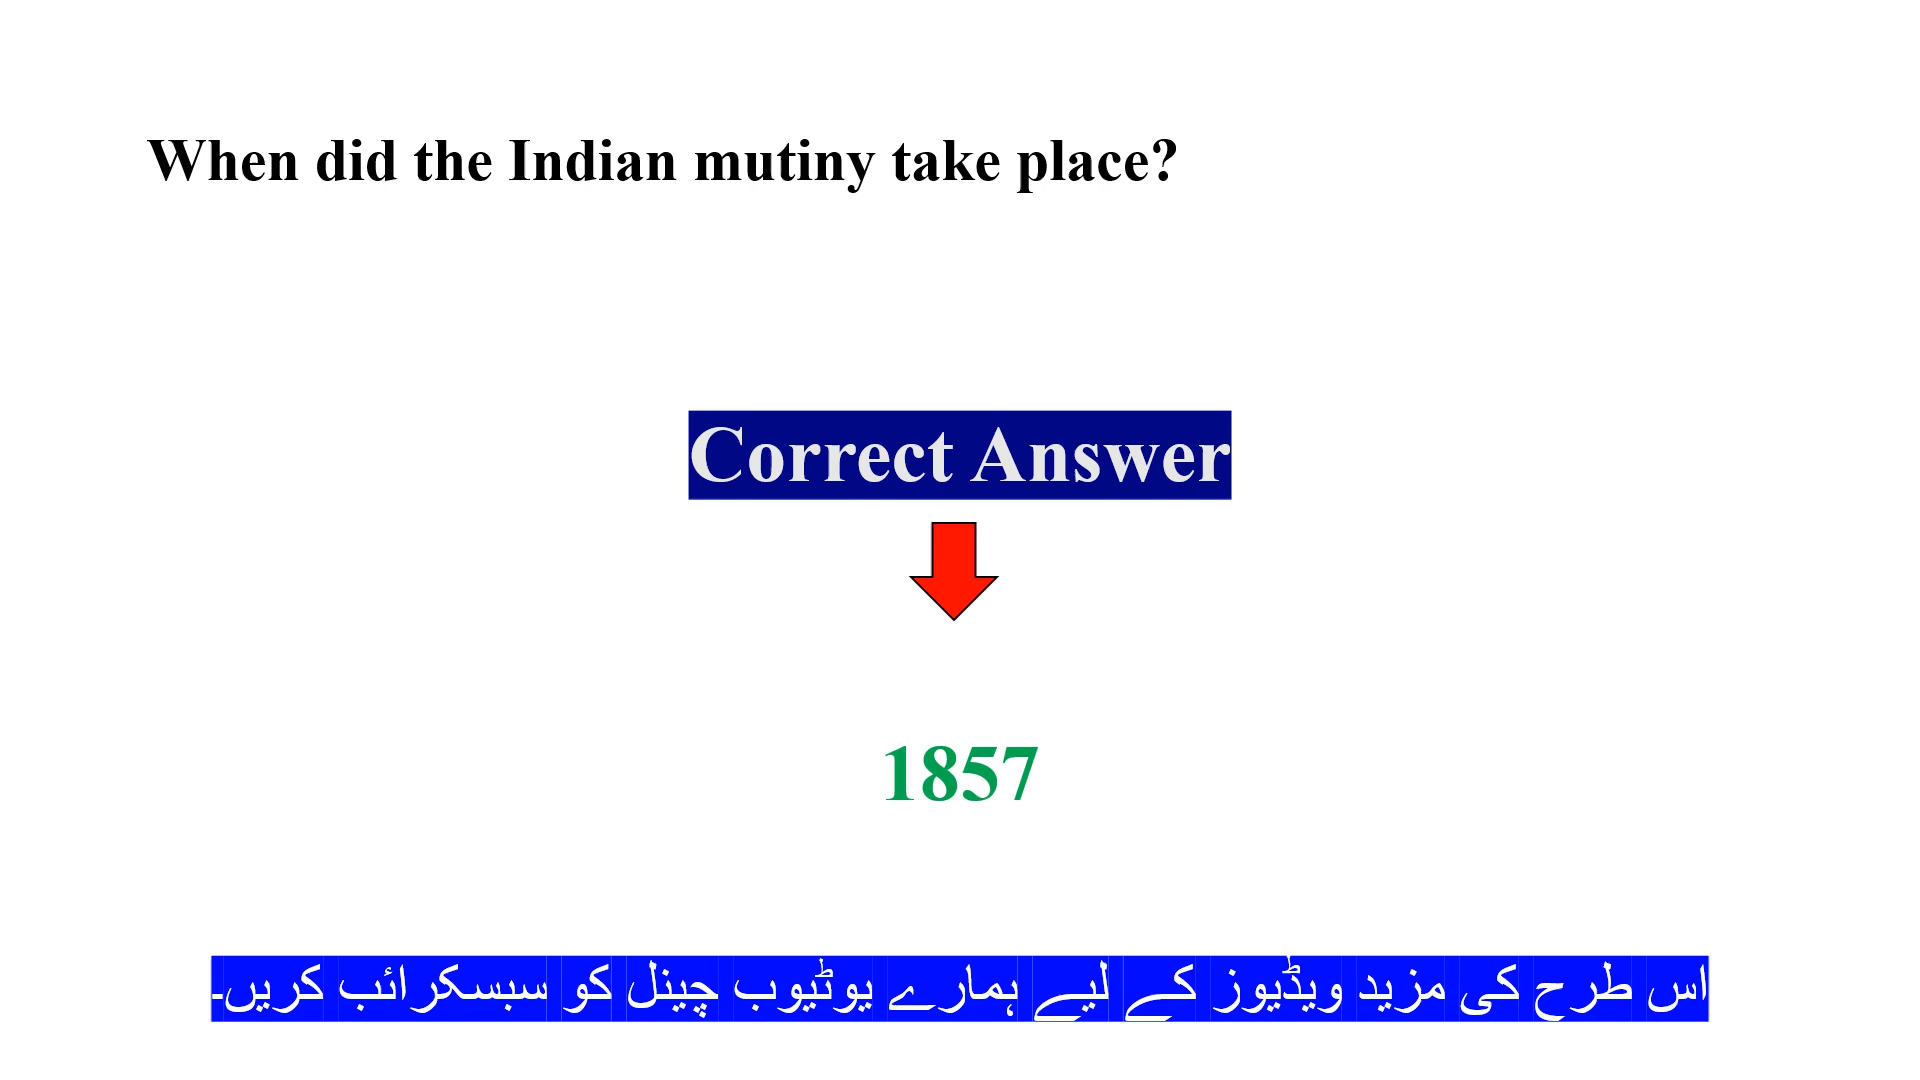 When did the Indian mutiny take place?
Correct Answer
1857
اس طرح کی مزید ویڈیوز کے لیے ہمارے یوٹیوب چینل کو سبسکرائب کریں۔